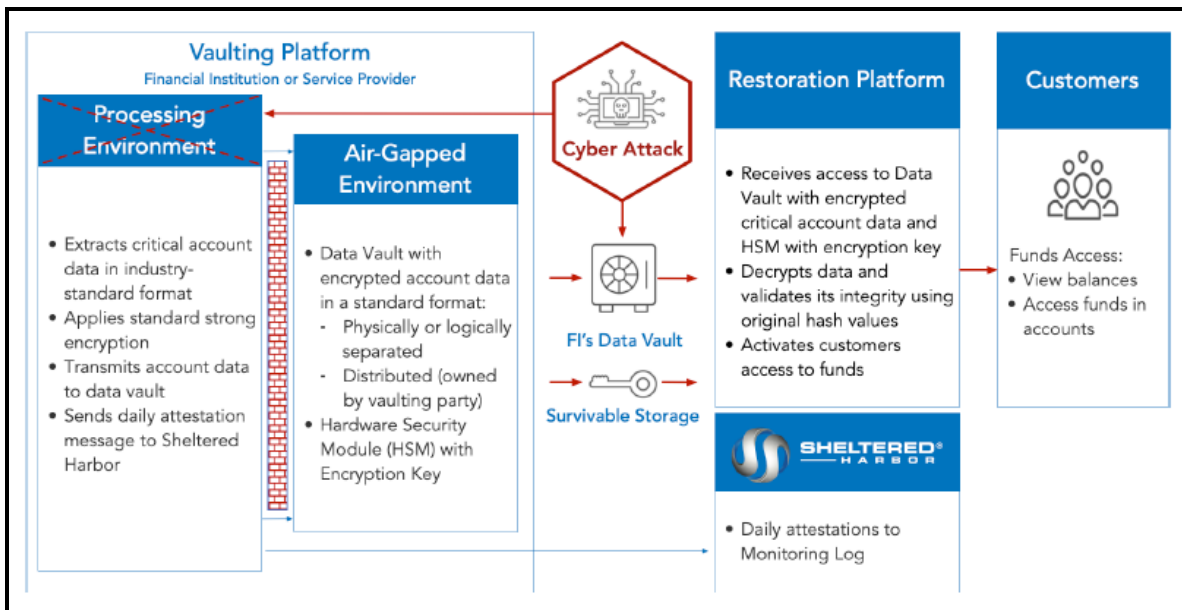 Vaulting Platform
Financial Institution or Service Provider
Processing
Environment
• Extracts critical account
data in industry-
standard format
• Applies standard strong
encryption
• Transmits account data
to data vault
• Sends daily attestation
message to Sheltered
Harbor
Air-Gapped
Environment
• Data Vault with
encrypted account data
in a standard format:
- Physically or logically
separated
- Distributed (owned
by vaulting party)
• Hardware Security
Module (HSM) with
Encryption Key
Cyber Attack
FI's Data Vault
Survivable Storage
Restoration Platform
• Receives access to Data
Vault with encrypted
critical account data and
HSM with encryption key
• Decrypts data and
validates its integrity using
original hash values
• Activates customers
access to funds
SHELTERED®
HARBOR
• Daily attestations to
Monitoring Log
Customers
Funds Access:
• View balances
• Access funds in
accounts